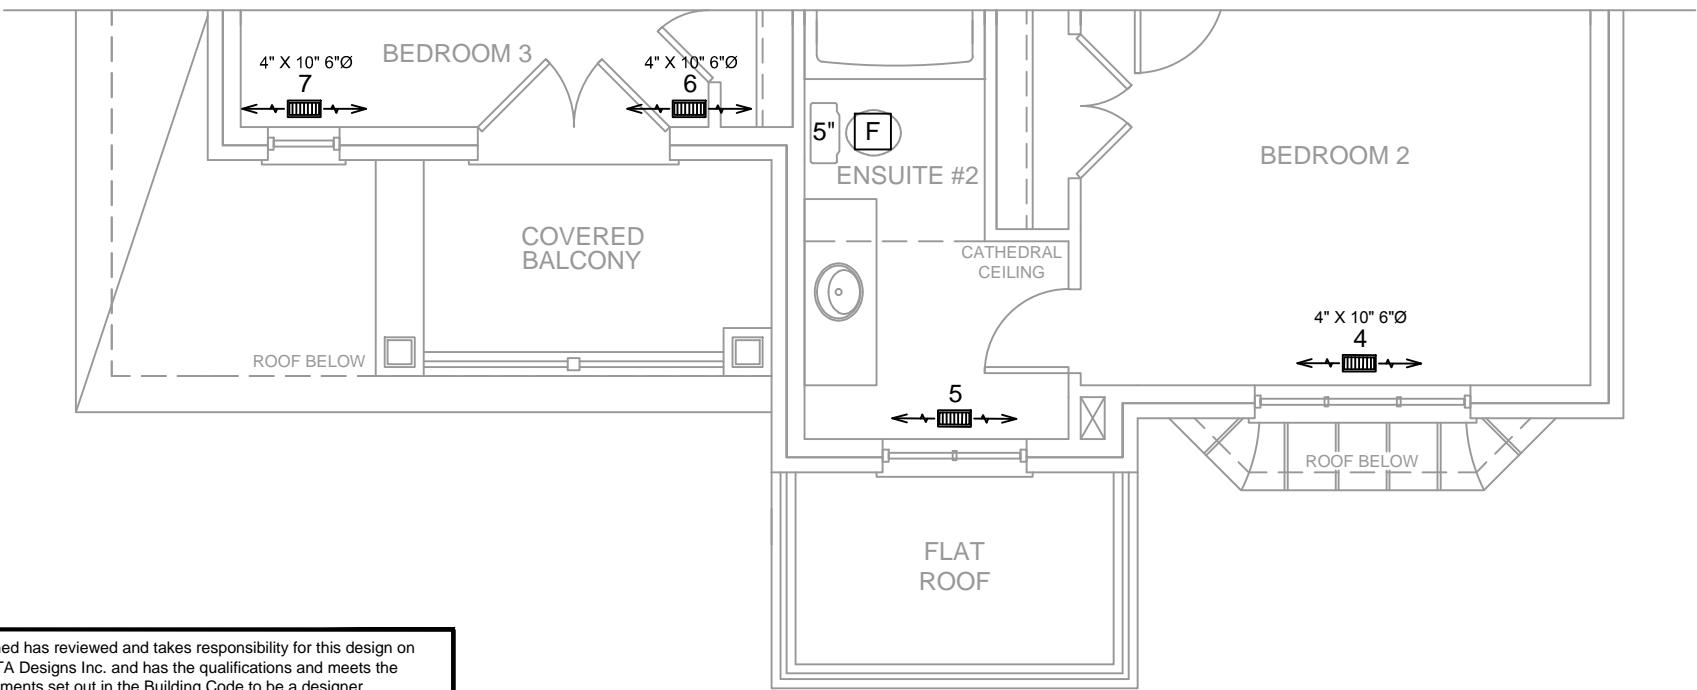 BEDROOM 3
4" X 10" 6"Ø
7
4" X 10" 6"Ø
6
5"
F
ENSUITE #2
BEDROOM 2
COVERED
BALCONY
CATHEDRAL
CEILING
ROOF BELOW
4" X 10" 6"Ø
4
5
ROOF BELOW
FLAT
ROOF
has reviewed and takes responsibility for this design on
Designs Inc. and has the qualifications and meets the
set out in the Building Code to be a designer